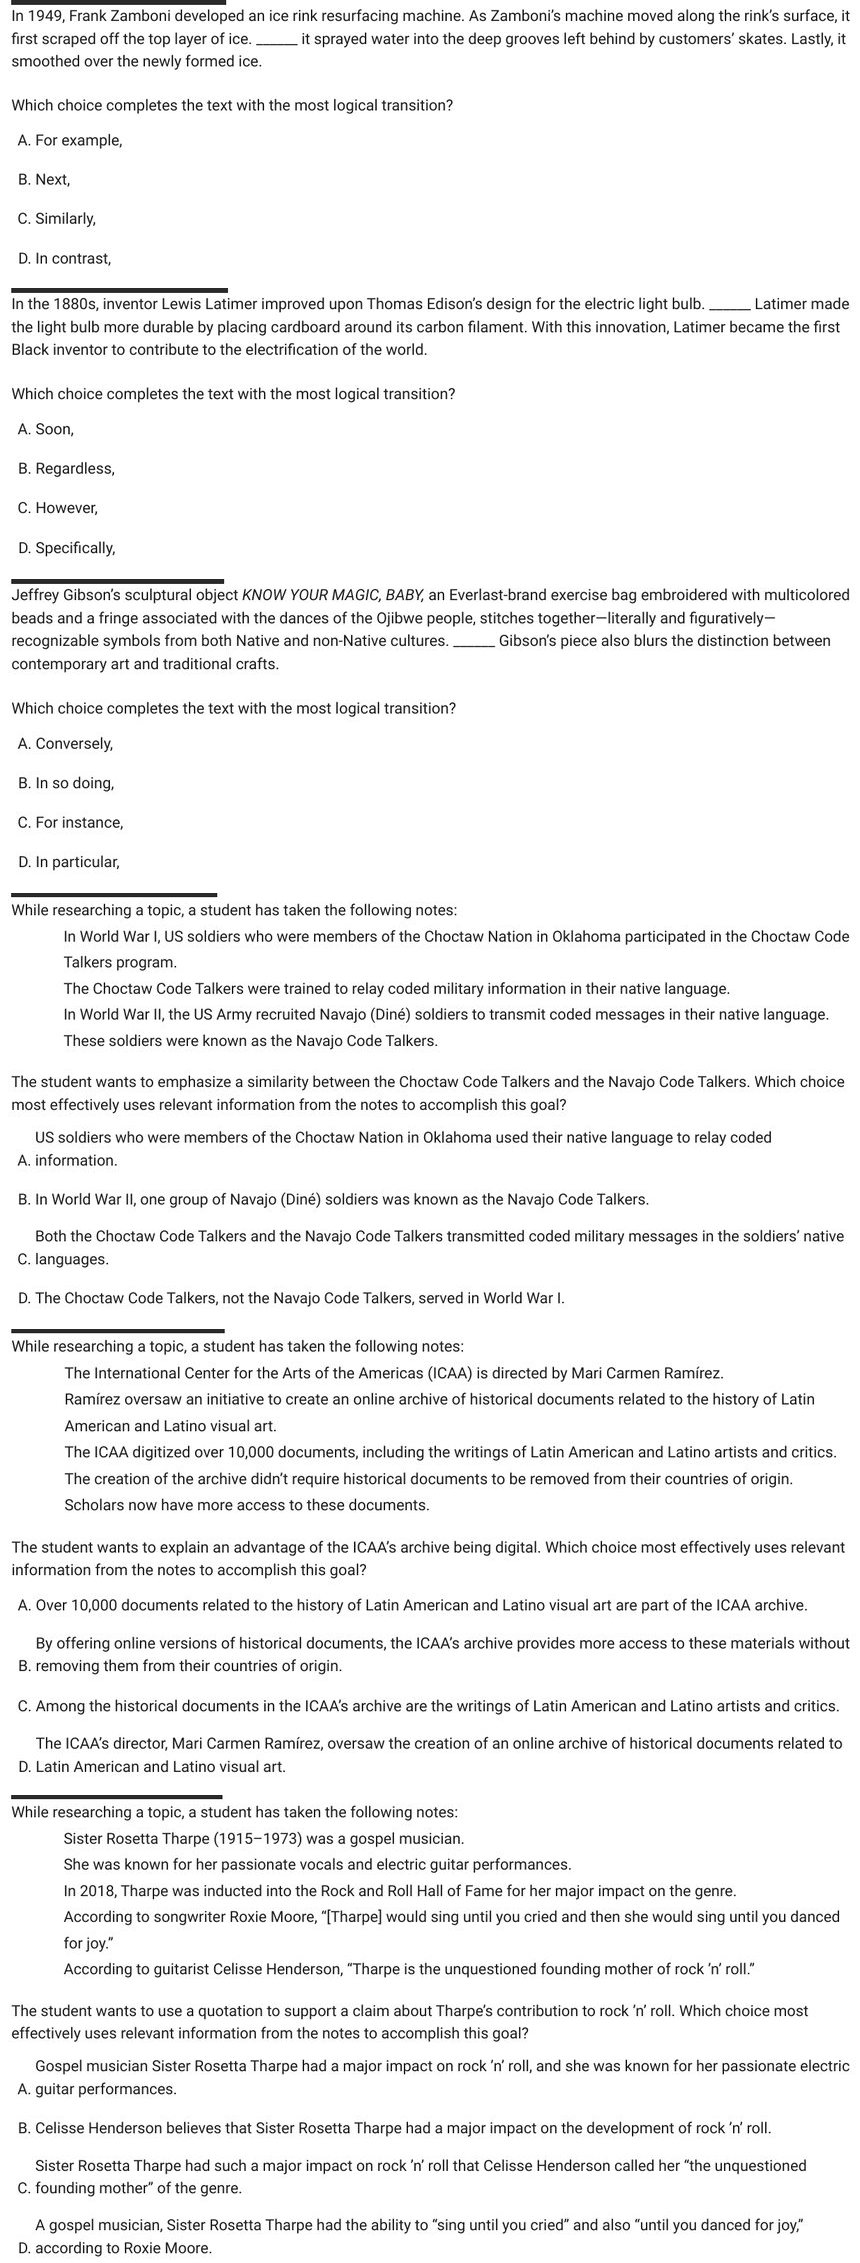 In 1949, Frank Zamboni developed an ice rink resurfacing machine. As Zamboni’s machine moved along the rink’s surface, it
first scraped off the top layer of ice. ______ it sprayed water into the deep grooves left behind by customers’ skates. Lastly, it
smoothed over the newly formed ice.
Which choice completes the text with the most logical transition?
A. For example,
B. Next,
C. Similarly,
D. In contrast,
In the 1880s, inventor Lewis Latimer improved upon Thomas Edison’s design for the electric light bulb. ______ Latimer made
the light bulb more durable by placing cardboard around its carbon filament. With this innovation, Latimer became the first
Black inventor to contribute to the electrification of the world.
Which choice completes the text with the most logical transition?
A. Soon,
B. Regardless,
C. However,
D. Specifically,
Jeffrey Gibson’s sculptural object KNOW YOUR MAGIC, BABY, an Everlast-brand exercise bag embroidered with multicolored
beads and a fringe associated with the dances of the Ojibwe people, stitches together—literally and figuratively—
recognizable symbols from both Native and non-Native cultures. ______ Gibson’s piece also blurs the distinction between
contemporary art and traditional crafts.
Which choice completes the text with the most logical transition?
A. Conversely,
B. In so doing,
C. For instance,
D. In particular,
While researching a topic, a student has taken the following notes:
In World War I, US soldiers who were members of the Choctaw Nation in Oklahoma participated in the Choctaw Code
Talkers program.
The Choctaw Code Talkers were trained to relay coded military information in their native language.
In World War II, the US Army recruited Navajo (Diné) soldiers to transmit coded messages in their native language.
These soldiers were known as the Navajo Code Talkers.
The student wants to emphasize a similarity between the Choctaw Code Talkers and the Navajo Code Talkers. Which choice
most effectively uses relevant information from the notes to accomplish this goal?
US soldiers who were members of the Choctaw Nation in Oklahoma used their native language to relay coded
A. information.
B. In World War II, one group of Navajo (Diné) soldiers was known as the Navajo Code Talkers.
Both the Choctaw Code Talkers and the Navajo Code Talkers transmitted coded military messages in the soldiers’ native
C. languages.
D. The Choctaw Code Talkers, not the Navajo Code Talkers, served in World War I.
While researching a topic, a student has taken the following notes:
The International Center for the Arts of the Americas (ICAA) is directed by Mari Carmen Ramírez.
Ramírez oversaw an initiative to create an online archive of historical documents related to the history of Latin
American and Latino visual art.
The ICAA digitized over 10,000 documents, including the writings of Latin American and Latino artists and critics.
The creation of the archive didn’t require historical documents to be removed from their countries of origin.
Scholars now have more access to these documents.
The student wants to explain an advantage of the ICAA’s archive being digital. Which choice most effectively uses relevant
information from the notes to accomplish this goal?
A. Over 10,000 documents related to the history of Latin American and Latino visual art are part of the ICAA archive.
By offering online versions of historical documents, the ICAA’s archive provides more access to these materials without
B. removing them from their countries of origin.
C. Among the historical documents in the ICAA’s archive are the writings of Latin American and Latino artists and critics.
The ICAA’s director, Mari Carmen Ramírez, oversaw the creation of an online archive of historical documents related to
D. Latin American and Latino visual art.
While researching a topic, a student has taken the following notes:
Sister Rosetta Tharpe (1915–1973) was a gospel musician.
She was known for her passionate vocals and electric guitar performances.
In 2018, Tharpe was inducted into the Rock and Roll Hall of Fame for her major impact on the genre.
According to songwriter Roxie Moore, “[Tharpe] would sing until you cried and then she would sing until you danced
for joy.”
According to guitarist Celisse Henderson, “Tharpe is the unquestioned founding mother of rock ’n’ roll.”
The student wants to use a quotation to support a claim about Tharpe’s contribution to rock ’n’ roll. Which choice most
effectively uses relevant information from the notes to accomplish this goal?
Gospel musician Sister Rosetta Tharpe had a major impact on rock ’n’ roll, and she was known for her passionate electric
A. guitar performances.
B. Celisse Henderson believes that Sister Rosetta Tharpe had a major impact on the development of rock ’n’ roll.
Sister Rosetta Tharpe had such a major impact on rock ’n’ roll that Celisse Henderson called her “the unquestioned
C. founding mother” of the genre.
A gospel musician, Sister Rosetta Tharpe had the ability to “sing until you cried” and also “until you danced for joy,”
D. according to Roxie Moore.